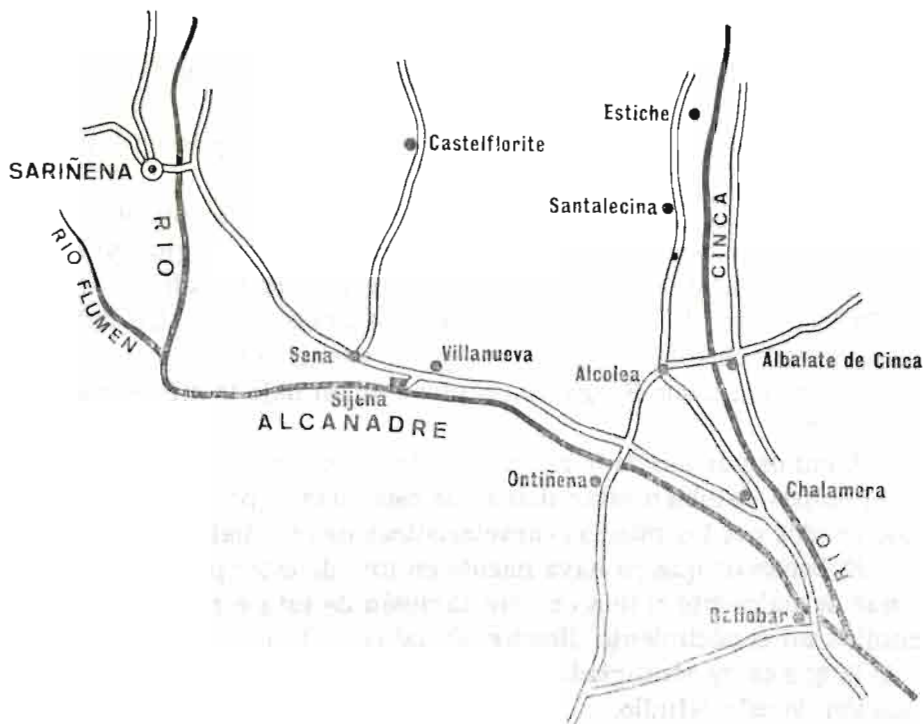 Estiche
Castelflorite
SARIÑENA
CINCA
Santalecina
RIO
RIO FLUMEN
Sena
Villanueva
Alcolea
Albalate de Cinca
Sijena
ALCANADRE
Ontiñena
Chalamera
RIO
Ballobar